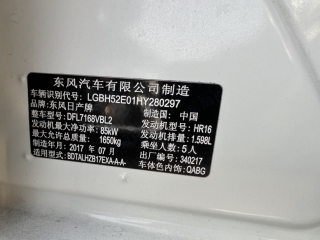 东风汽车有限公司制造
车辆识别代号: LGBH52E01HY280297
品牌: 东风日产牌 制造国: 中国
整车型号: DFL7168VBL2 发动机型号: HR16
最大净功率: 85kW 发动机排量: 1.598L
最大允许总质量: 1650kg 乘坐人数: 5人
制造年月: 2017 年 07 月 出厂编号: 340217
适用型式: BDTALHZB17EXA-A-A- 车体色内饰: QABG